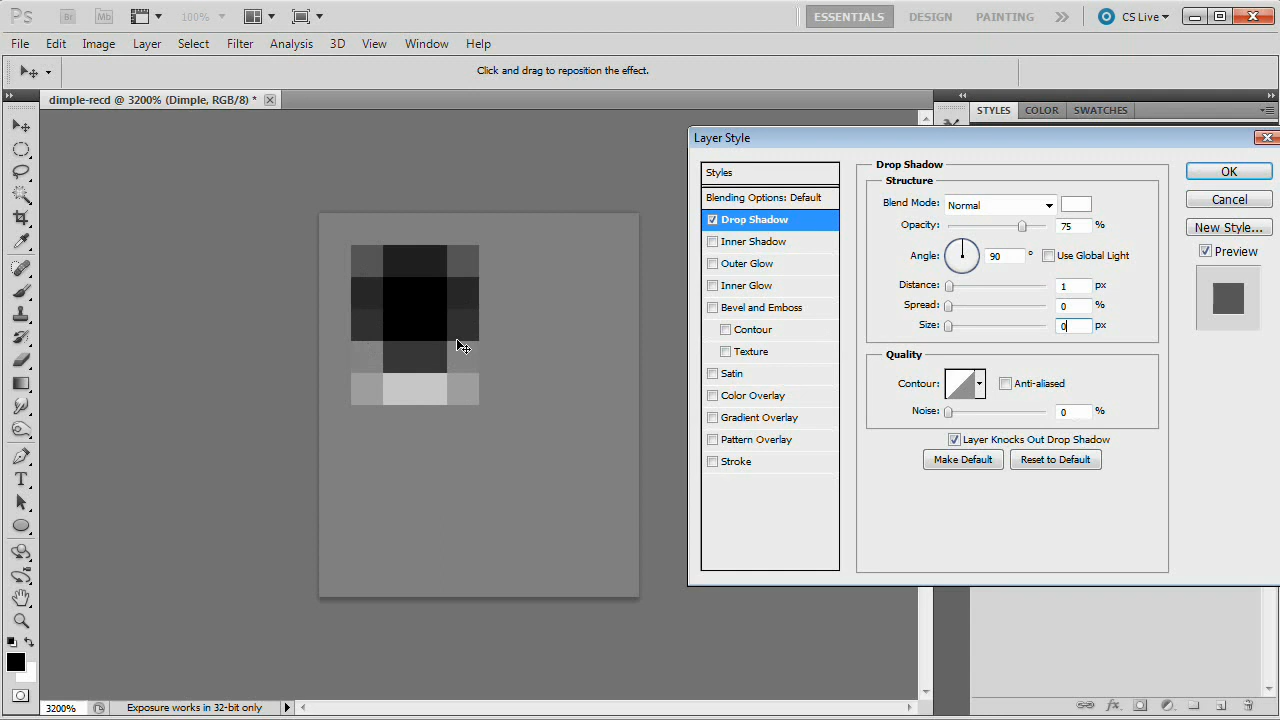 Ps Br Mb 100% ESSENTIALS DESIGN PAINTING CS Live
File Edit Image Layer Select Filter Analysis 3D View Window Help
Click and drag to reposition the effect.
dimple-recd @ 3200% (Dimple, RGB/8) *
STYLES COLOR SWATCHES
Layer Style
Styles
Blending Options: Default
Drop Shadow
Inner Shadow
Outer Glow
Inner Glow
Bevel and Emboss
Contour
Texture
Satin
Color Overlay
Gradient Overlay
Pattern Overlay
Stroke
Drop Shadow
Structure
Blend Mode: Normal
Opacity: 75 %
Angle: 90 ° Use Global Light
Distance: 1 px
Spread: 0 %
Size: 0 px
Quality
Contour: Anti-aliased
Noise: 0 %
Layer Knocks Out Drop Shadow
Make Default Reset to Default
OK
Cancel
New Style...
Preview
3200% Exposure works in 32-bit only